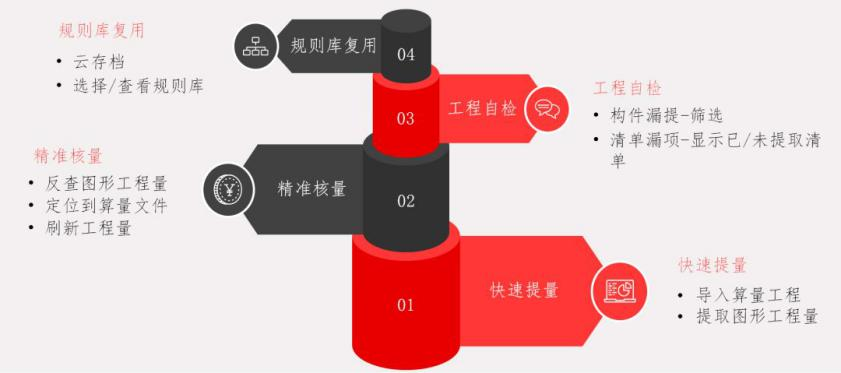 规则库复用
• 云存档
• 选择/查看规则库
规则库复用
04
03
工程自检
工程自检
• 构件漏提-筛选
• 清单漏项-显示已/未提取清
单
精准核量
• 反查图形工程量
• 定位到算量文件
• 刷新工程量
¥
精准核量
02
01
快速提量
快速提量
• 导入算量工程
• 提取图形工程量